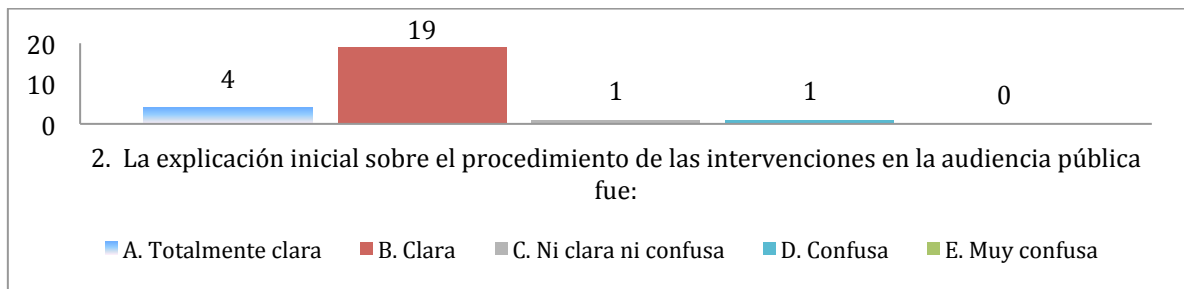 20
10
0
4
19
1
1
0
2. La explicación inicial sobre el procedimiento de las intervenciones en la audiencia pública
fue:
A. Totalmente clara B. Clara C. Ni clara ni confusa D. Confusa E. Muy confusa